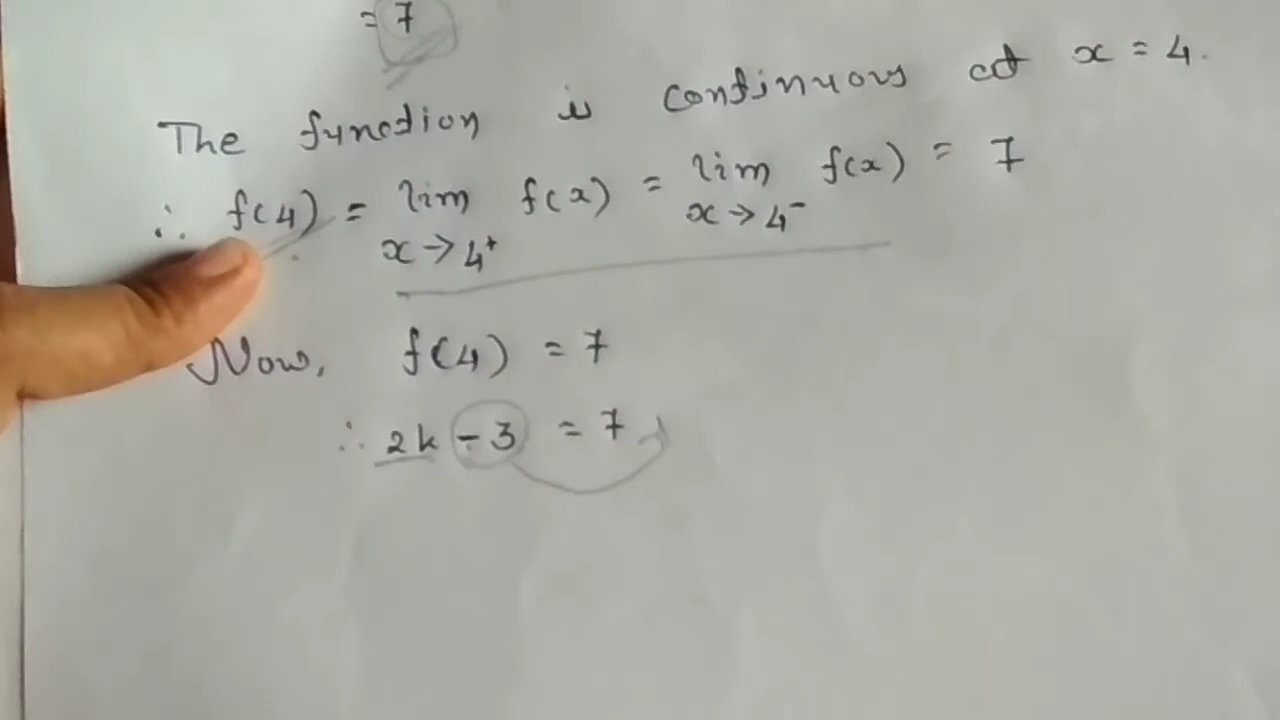 = 7
The function is continuous at x = 4.
∴ f(4) = lim f(x) = lim f(x) = 7
x → 4⁺ x → 4⁻
Now, f(4) = 7
∴ 2k - 3 = 7